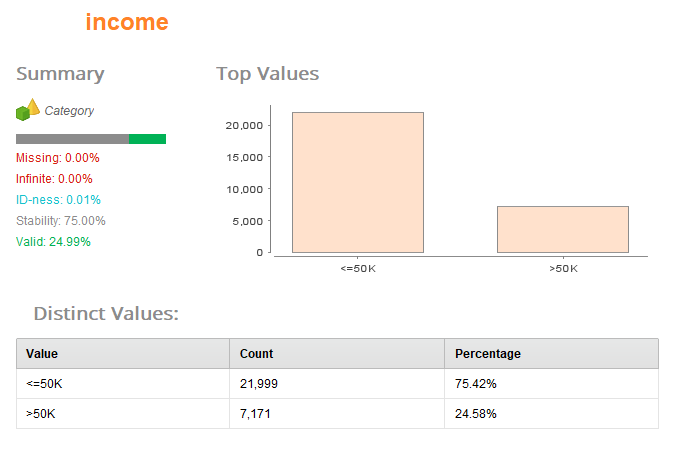 income
Summary
Category
Missing: 0.00%
Infinite: 0.00%
ID-ness: 0.01%
Stability: 75.00%
Valid: 24.99%
Top Values
20,000
15,000
10,000
5,000
0
<=50K >50K
Distinct Values:
Value Count Percentage
<=50K 21,999 75.42%
>50K 7,171 24.58%